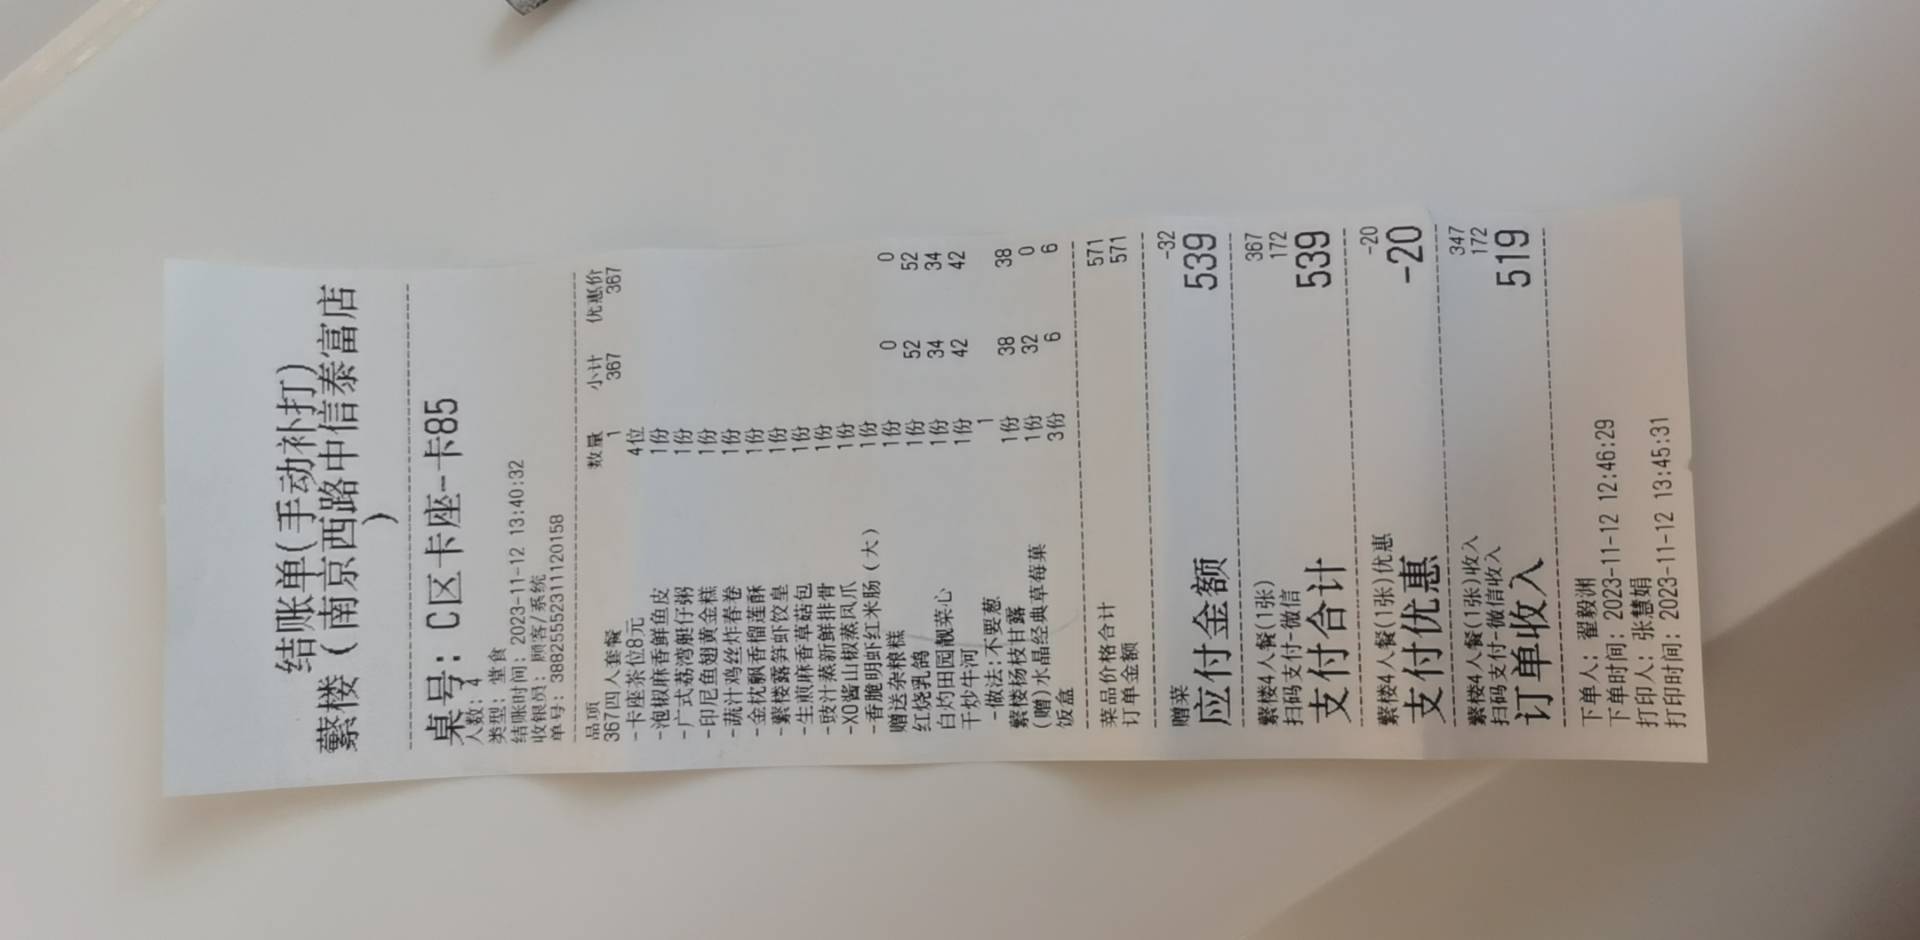 结账单(手动补打)
蘩楼（南京西路中信泰富店
）
桌号: C区卡座-卡85
人数: 4
类型: 堂食
结账时间: 2023-11-12 13:40:32
收银员: 顾客/系统
单号: 3882555231120158
品项 数量 小计 优惠价
367四人套餐 1 367 367
-卡座茶位8元 4位
-泡椒麻香鲜鱼皮 1份
-广式荔湾艇仔粥 1份
-印尼鱼翅黄金糕 1份
-蔬汁鸡丝炸春卷 1份
-金枕飘香榴莲酥 1份
-繁楼露笋虾饺皇 1份
-生煎麻香草菇包 1份
-豉汁蒸新鲜排骨 1份
-XO酱山椒蒸凤爪 1份
-香脆明虾红米肠(大) 1份
赠送杂粮糕 1份 0 0
红烧乳鸽 1份 52 52
白灼田园靓菜心 1份 34 34
干炒牛河 1份 42 42
-做法:不要葱 1
繁楼杨枝甘露 1份 38 38
(赠)水晶经典草莓菓 1份 32 0
饭盒 3份 6 6
菜品价格合计 571
订单金额 571
赠菜 -32
应付金额 539
繁楼4人餐(1张) 367
扫码支付-微信 172
支付合计 539
繁楼4人餐(1张)优惠 -20
支付优惠 -20
繁楼4人餐(1张)收入 347
扫码支付-微信收入 172
订单收入 519
下单人: 翟毅洲
下单时间: 2023-11-12 12:46:29
打印人: 张慧娟
打印时间: 2023-11-12 13:45:31